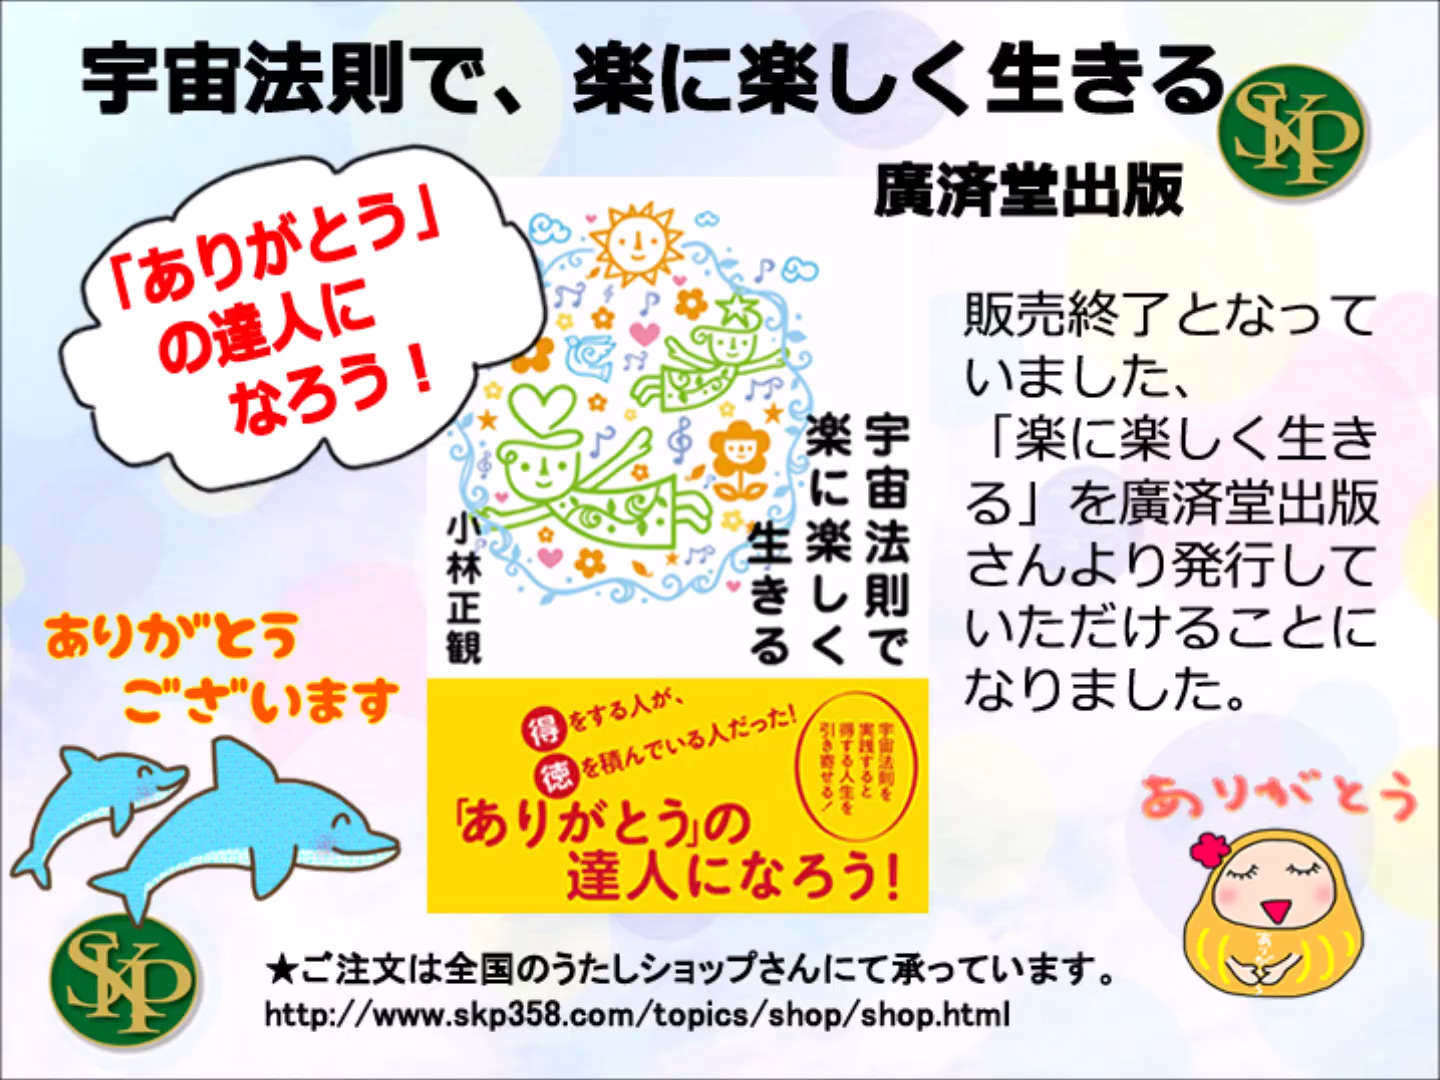 宇宙法則で、楽に楽しく生きる
SKP
廣済堂出版
「ありがとう」
の達人に
なろう！
販売終了となって
いました、
「楽に楽しく生き
る」を廣済堂出版
さんより発行して
いただけることに
なりました。
宇宙法則で
楽に楽しく
生きる
小林正観
得をする人が、
徳を積んでいる人だった!
宇宙法則を
実践すると
得する人生を
引き寄せる！
「ありがとう」の
達人になろう!
ありがとう
ございます
ありがとう
SKP
★ご注文は全国のうたしショップさんにて承っています。
http://www.skp358.com/topics/shop/shop.html